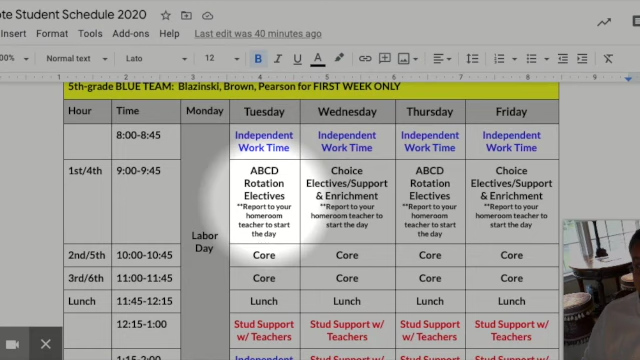 ote Student Schedule 2020
Insert Format Tools Add-ons Help Last edit was 40 minutes ago
00% Normal text Lato 12 B I U A
5th-grade BLUE TEAM: Blazinski, Brown, Pearson for FIRST WEEK ONLY
Hour Time Monday Tuesday Wednesday Thursday Friday
8:00-8:45 Independent Independent Independent Independent
Work Time Work Time Work Time Work Time
1st/4th 9:00-9:45 ABCD Choice ABCD Choice
Rotation Electives/Support Rotation Electives/Support
Electives & Enrichment Electives & Enrichment
**Report to your **Report to your **Report to your **Report to your
homeroom homeroom teacher to homeroom homeroom teacher to
teacher to start start the day teacher to start start the day
the day the day
Labor
Day
2nd/5th 10:00-10:45 Core Core Core Core
3rd/6th 11:00-11:45 Core Core Core Core
Lunch 11:45-12:15 Lunch Lunch Lunch Lunch
12:15-1:00 Stud Support Stud Support w/ Stud Support Stud Support w/
w/ Teachers Teachers w/ Teachers Teachers
1:15-2:00 Independent